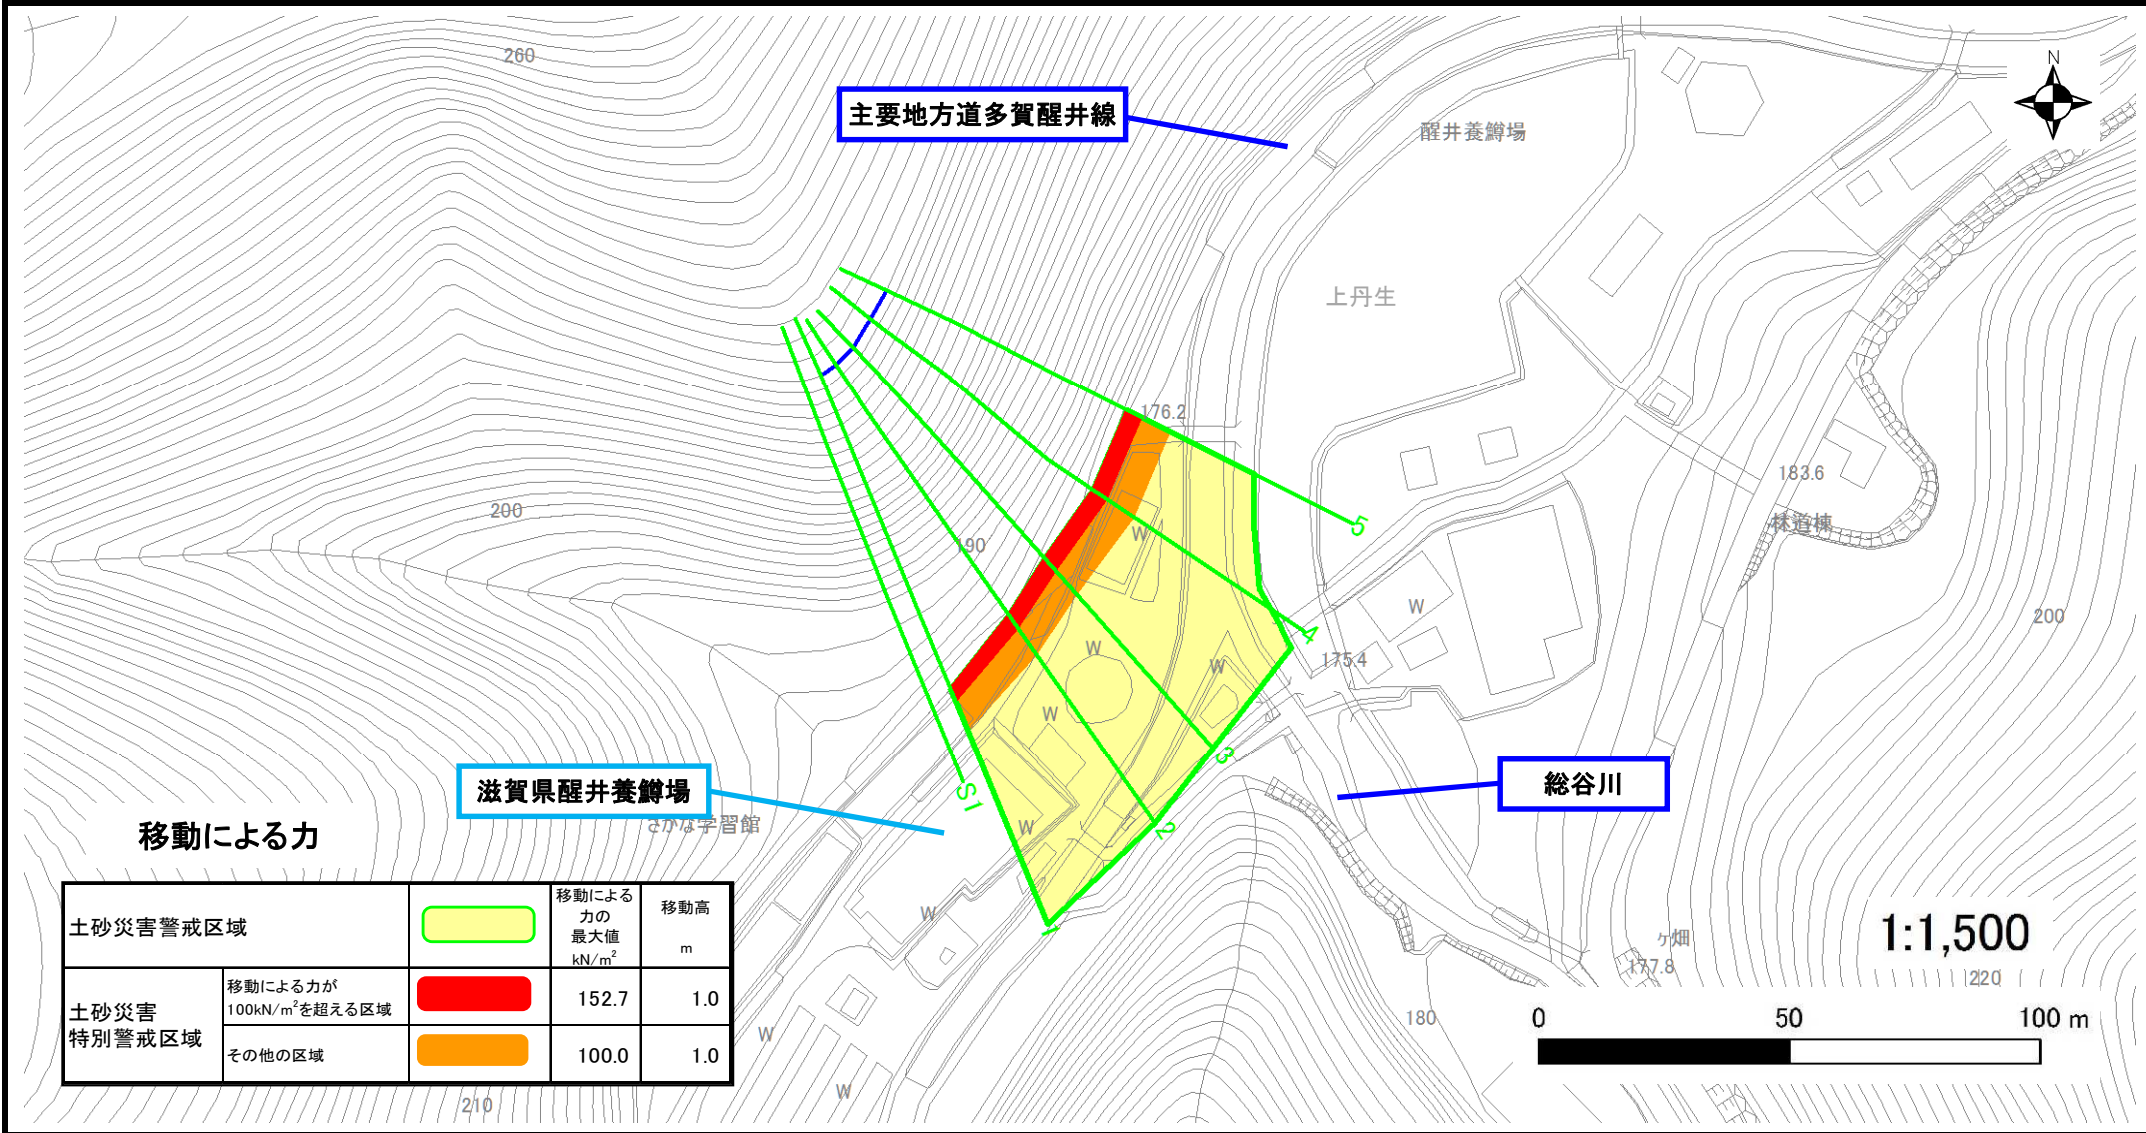 260
主要地方道多賀醒井線
N
醒井養鱒場
上丹生
176.2
183.6
林道棟
200
190
W
5
200
W
4
W
W
175.4
W
3
総谷川
滋賀県醒井養鱒場
S1
さかな学習館
W
2
移動による力
土砂災害警戒区域
移動による
力の
最大値
kN/m²
移動高
m
土砂災害
特別警戒区域
移動による力が
100kN/m²を超える区域
152.7
1.0
その他の区域
100.0
1.0
W
1
1:1,500
ヶ畑
177.8
220
180
0
50
100 m
W
W
210